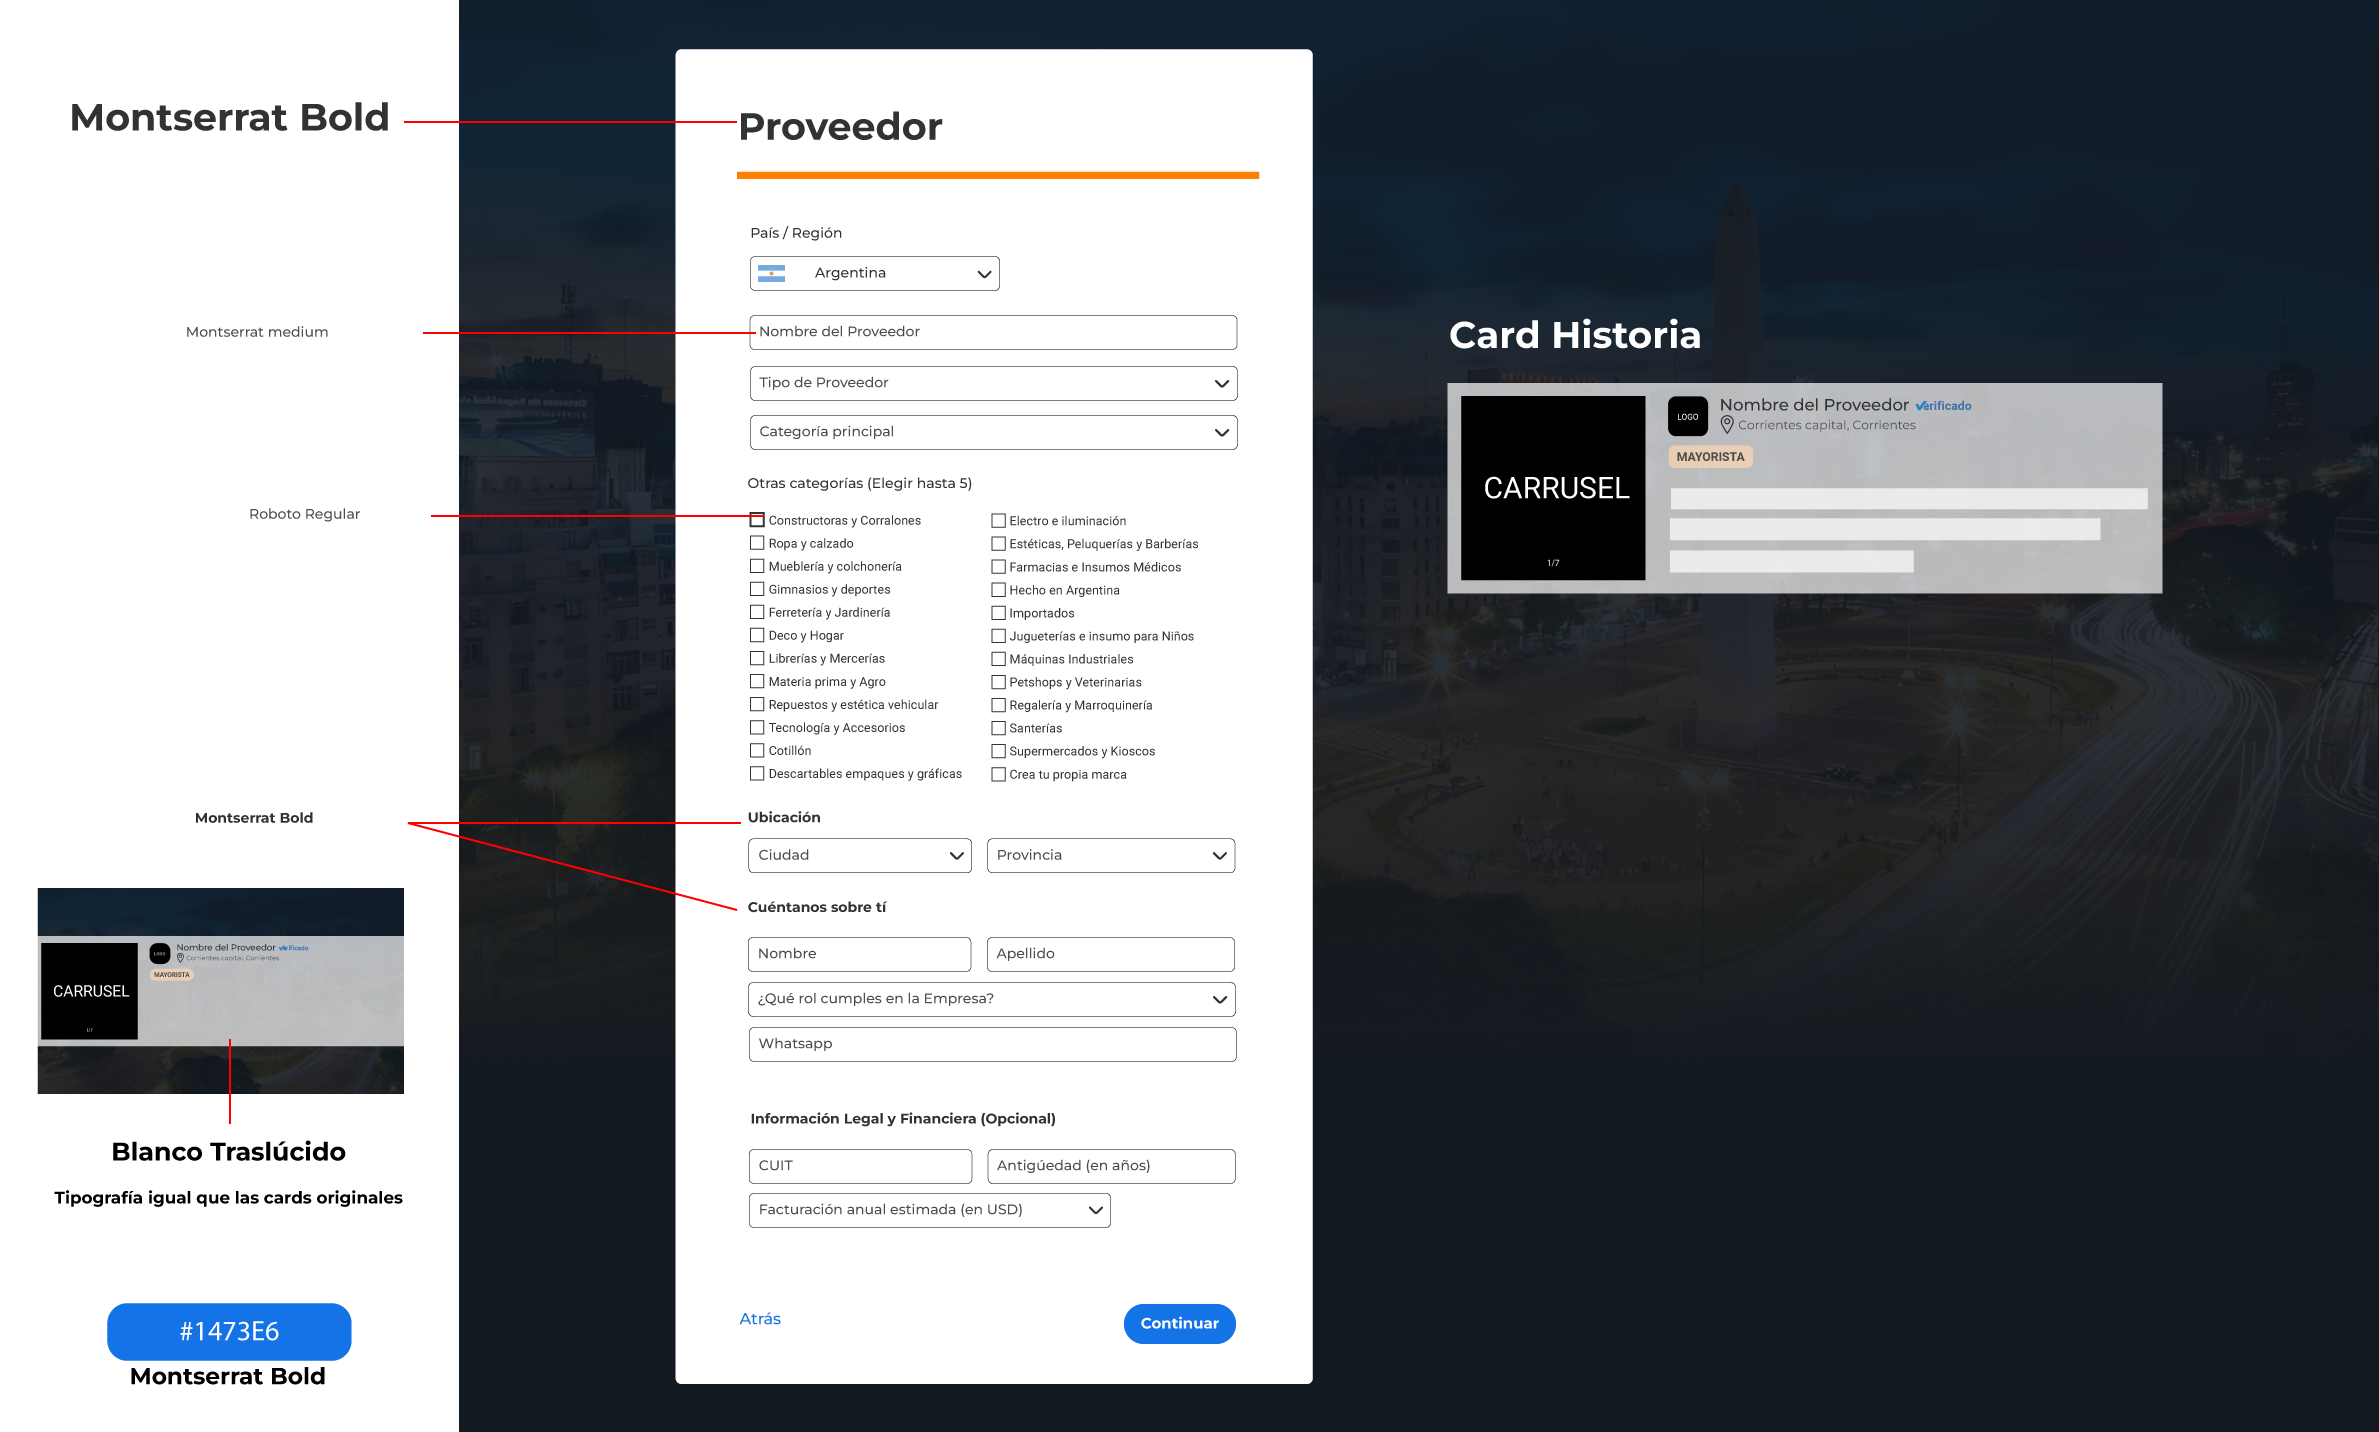 Montserrat Bold
Montserrat medium
Roboto Regular
Montserrat Bold
CARRUSEL
1/7
LOGO
Nombre del Proveedor Verificado
Corrientes capital, Corrientes
MAYORISTA
Blanco Traslúcido
Tipografía igual que las cards originales
#1473E6
Montserrat Bold
Proveedor
País / Región
Argentina
Nombre del Proveedor
Tipo de Proveedor
Categoría principal
Otras categorías (Elegir hasta 5)
Constructoras y Corralones
Ropa y calzado
Mueblería y colchonería
Gimnasios y deportes
Ferretería y Jardinería
Deco y Hogar
Librerías y Mercerías
Materia prima y Agro
Repuestos y estética vehicular
Tecnología y Accesorios
Cotillón
Descartables empaques y gráficas
Electro e iluminación
Estéticas, Peluquerías y Barberías
Farmacias e Insumos Médicos
Hecho en Argentina
Importados
Jugueterías e insumo para Niños
Máquinas Industriales
Petshops y Veterinarias
Regalería y Marroquinería
Santerías
Supermercados y Kioscos
Crea tu propia marca
Ubicación
Ciudad
Provincia
Cuéntanos sobre tí
Nombre
Apellido
¿Qué rol cumples en la Empresa?
Whatsapp
Información Legal y Financiera (Opcional)
CUIT
Antigúedad (en años)
Facturación anual estimada (en USD)
Atrás
Continuar
Card Historia
CARRUSEL
1/7
LOGO
Nombre del Proveedor Verificado
Corrientes capital, Corrientes
MAYORISTA